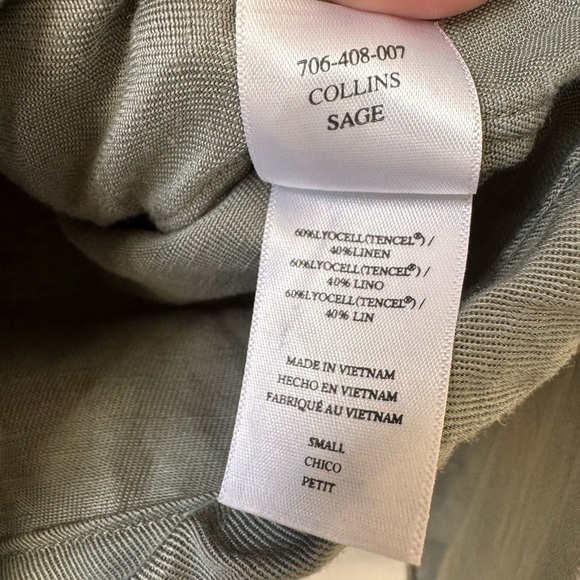 706-408-007
COLLINS
SAGE
60%LYOCELL(TENCEL®) /
40%LINEN
60%LYOCELL(TENCEL®) /
40% LINO
60%LYOCELL(TENCEL®) /
40% LIN
MADE IN VIETNAM
HECHO EN VIETNAM
FABRIQUÉ AU VIETNAM
SMALL
CHICO
PETIT